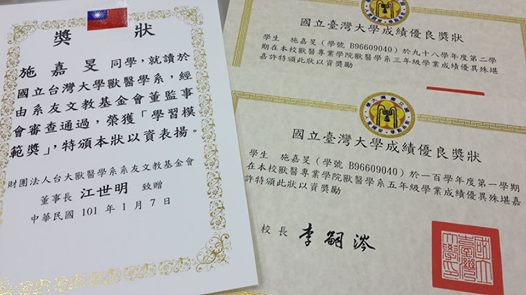 獎狀
施嘉旻同學，就讀於
國立台灣大學獸醫學系，經
由系友文教基金會董監事
會審查通過，榮獲「學習模
範獎」，特頒本狀以資表揚。
財團法人台大獸醫學系系友文教基金會
董事長 江世明 致贈
中華民國 101 年 1 月 7 日
國立臺灣大學成績優良獎狀
學生 施嘉旻（學號 B96609040）於九十八學年度第二學
期在本校獸醫專業學院獸醫學系三年級學業成績優異殊堪
嘉許特頒此狀以資獎勵
國立臺灣大學成績優良獎狀
學生 施嘉旻（學號 B96609040）於一百學年度第一學期
在本校獸醫專業學院獸醫學系五年級學業成績優異殊堪嘉
許特頒此狀以資獎勵
校長 李嗣涔